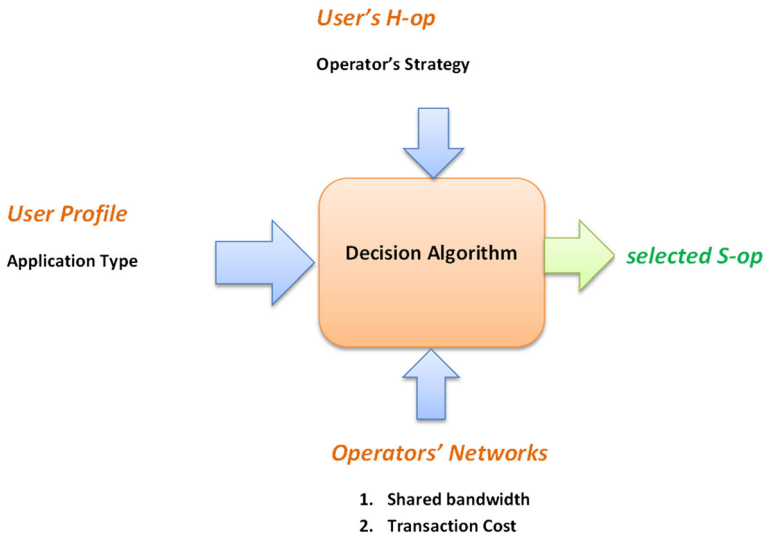 User’s H-op
Operator’s Strategy
User Profile
Application Type
Decision Algorithm
selected S-op
Operators’ Networks
1. Shared bandwidth
2. Transaction Cost